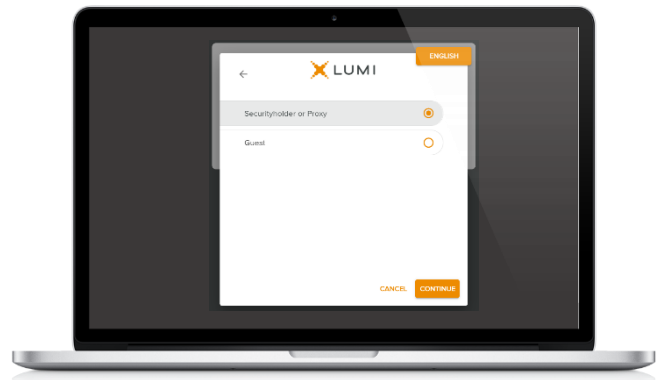 ENGLISH
LUMI
Securityholder or Proxy
Guest
CANCEL
CONTINUE